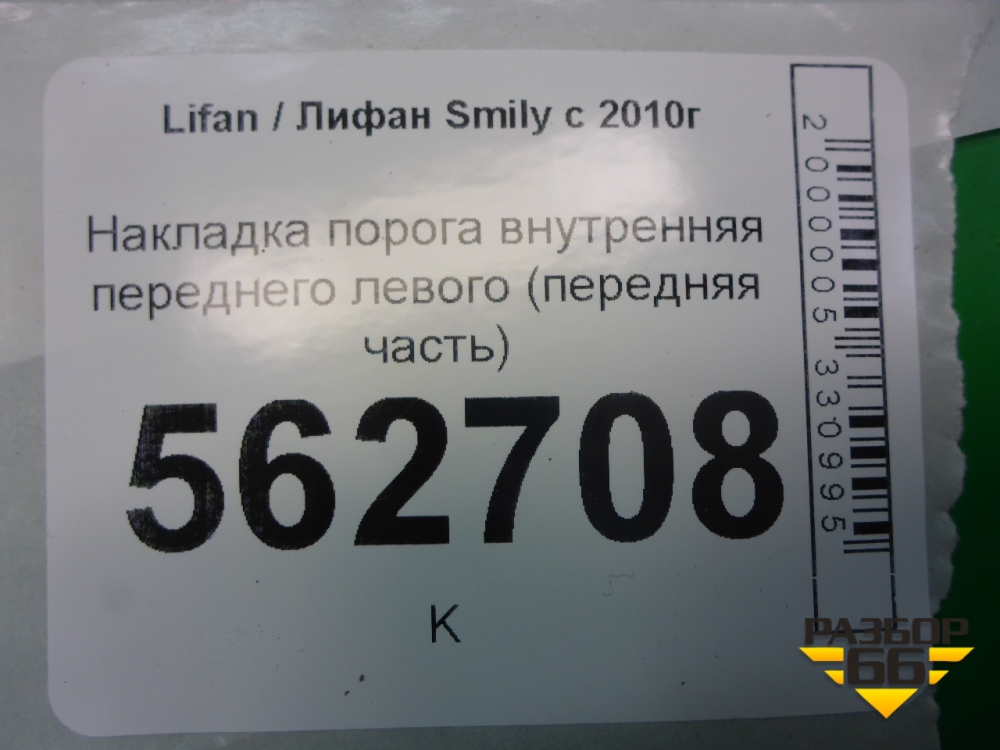 Lifan / Лифан Smily с 2010г
Накладка порога внутренняя
переднего левого (передняя
часть)
562708
К
2000005330995
РАЗБОР
66